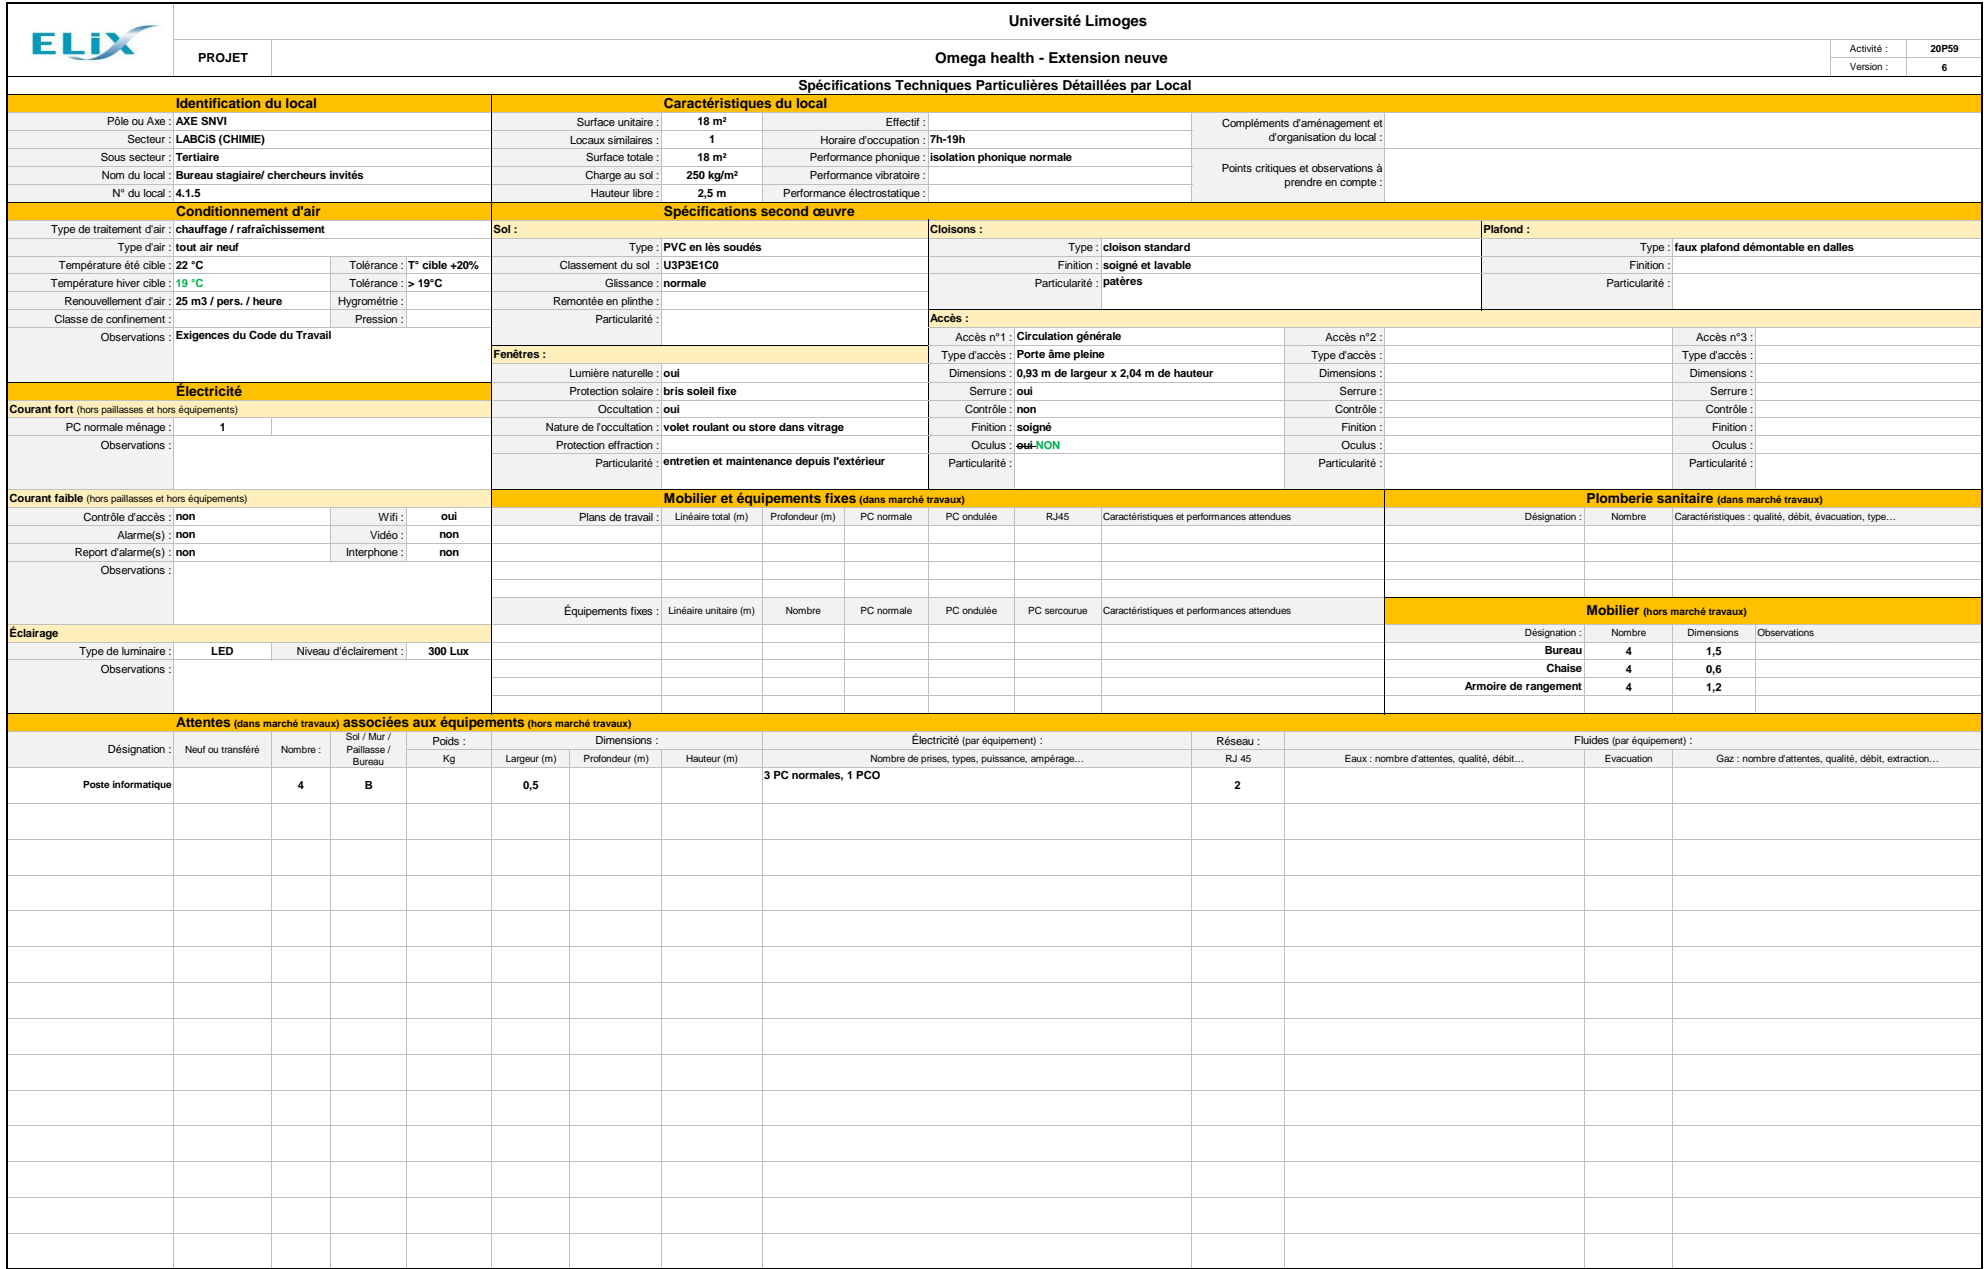 ELiX
Université Limoges
PROJET
Omega health - Extension neuve
Activité : 20P59
Version : 6
Spécifications Techniques Particulières Détaillées par Local
Identification du local
Pôle ou Axe : AXE SNVI
Secteur : LABCiS (CHIMIE)
Sous secteur : Tertiaire
Nom du local : Bureau stagiaire/ chercheurs invités
N° du local : 4.1.5
Caractéristiques du local
Surface unitaire : 18 m²
Locaux similaires : 1
Surface totale : 18 m²
Charge au sol : 250 kg/m²
Hauteur libre : 2,5 m
Effectif :
Horaire d'occupation : 7h-19h
Performance phonique : isolation phonique normale
Performance vibratoire :
Performance électrostatique :
Compléments d'aménagement et
d'organisation du local :
Points critiques et observations à
prendre en compte :
Conditionnement d'air
Type de traitement d'air : chauffage / rafraîchissement
Type d'air : tout air neuf
Température été cible : 22 °C Tolérance : T° cible +20%
Température hiver cible : 19 °C Tolérance : > 19°C
Renouvellement d'air : 25 m3 / pers. / heure Hygrométrie :
Classe de confinement : Pression :
Observations : Exigences du Code du Travail
Spécifications second œuvre
Sol :
Type : PVC en lès soudés
Classement du sol : U3P3E1C0
Glissance : normale
Remontée en plinthe :
Particularité :
Cloisons :
Type : cloison standard
Finition : soigné et lavable
Particularité : patères
Plafond :
Type : faux plafond démontable en dalles
Finition :
Particularité :
Fenêtres :
Lumière naturelle : oui
Protection solaire : bris soleil fixe
Occultation : oui
Nature de l'occultation : volet roulant ou store dans vitrage
Protection effraction :
Particularité : entretien et maintenance depuis l'extérieur
Accès :
Accès n°1 : Circulation générale Accès n°2 : Accès n°3 :
Type d'accès : Porte âme pleine Type d'accès : Type d'accès :
Dimensions : 0,93 m de largeur x 2,04 m de hauteur Dimensions : Dimensions :
Serrure : oui Serrure : Serrure :
Contrôle : non Contrôle : Contrôle :
Finition : soigné Finition : Finition :
Oculus : oui NON Oculus : Oculus :
Particularité : Particularité : Particularité :
Électricité
Courant fort (hors paillasses et hors équipements)
PC normale ménage : 1
Observations :
Courant faible (hors paillasses et hors équipements)
Contrôle d'accès : non Wifi : oui
Alarme(s) : non Vidéo : non
Report d'alarme(s) : non Interphone : non
Observations :
Éclairage
Type de luminaire : LED Niveau d'éclairement : 300 Lux
Observations :
Mobilier et équipements fixes (dans marché travaux)
Plans de travail : Linéaire total (m) Profondeur (m) PC normale PC ondulée RJ45 Caractéristiques et performances attendues
Équipements fixes : Linéaire unitaire (m) Nombre PC normale PC ondulée PC sercourue Caractéristiques et performances attendues
Plomberie sanitaire (dans marché travaux)
Désignation : Nombre Caractéristiques : qualité, débit, évacuation, type…
Mobilier (hors marché travaux)
Désignation : Nombre Dimensions Observations
Bureau 4 1,5
Chaise 4 0,6
Armoire de rangement 4 1,2
Attentes (dans marché travaux) associées aux équipements (hors marché travaux)
Désignation : Neuf ou transféré Nombre : Sol / Mur /
Paillasse /
Bureau
Poids : Dimensions : Électricité (par équipement) : Réseau : Fluides (par équipement) :
Kg Largeur (m) Profondeur (m) Hauteur (m) Nombre de prises, types, puissance, ampérage… RJ 45 Eaux : nombre d'attentes, qualité, débit… Evacuation Gaz : nombre d'attentes, qualité, débit, extraction…
Poste informatique 4 B 0,5 3 PC normales, 1 PCO 2